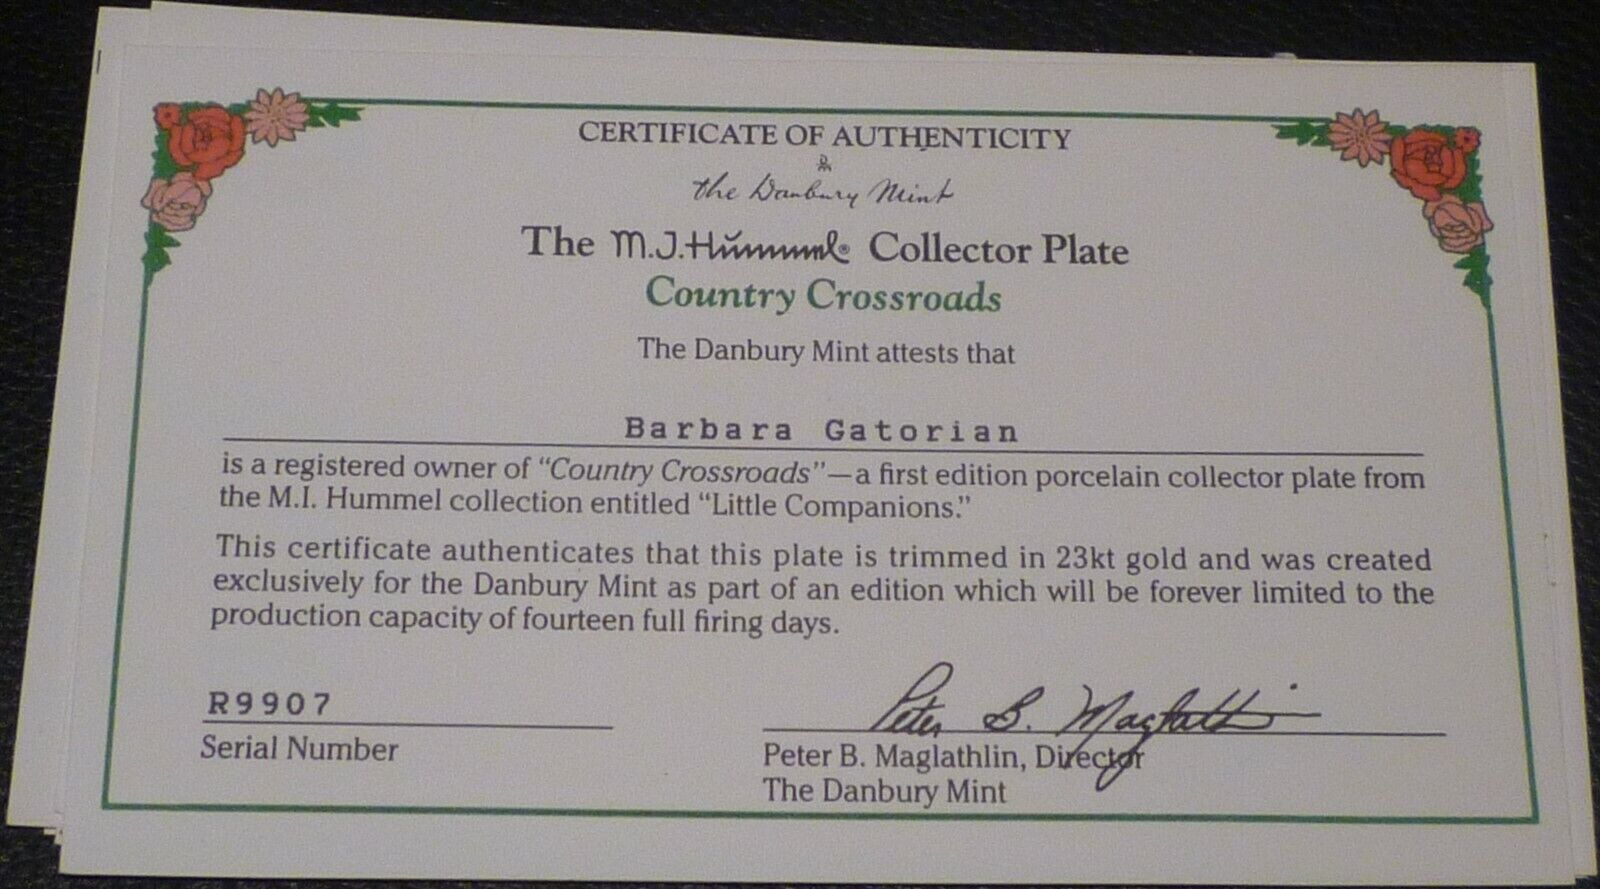 CERTIFICATE OF AUTHENTICITY
the Danbury Mint
The M.J.Hummel® Collector Plate
Country Crossroads
The Danbury Mint attests that
Barbara Gatorian
is a registered owner of "Country Crossroads"—a first edition porcelain collector plate from
the M.I. Hummel collection entitled "Little Companions."
This certificate authenticates that this plate is trimmed in 23kt gold and was created
exclusively for the Danbury Mint as part of an edition which will be forever limited to the
production capacity of fourteen full firing days.
R9907
Serial Number
Peter B. Maglathlin
Peter B. Maglathlin, Director
The Danbury Mint